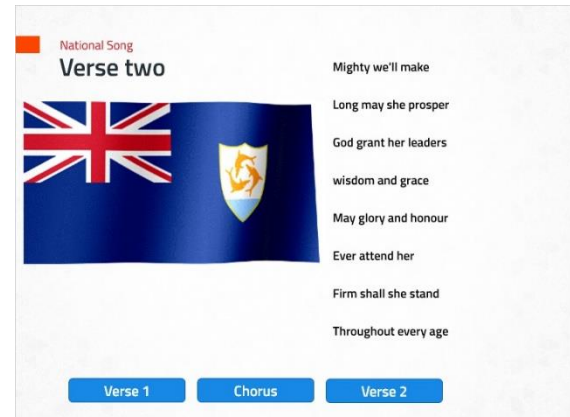 National Song
Verse two
Mighty we'll make
Long may she prosper
God grant her leaders
wisdom and grace
May glory and honour
Ever attend her
Firm shall she stand
Throughout every age
Verse 1
Chorus
Verse 2